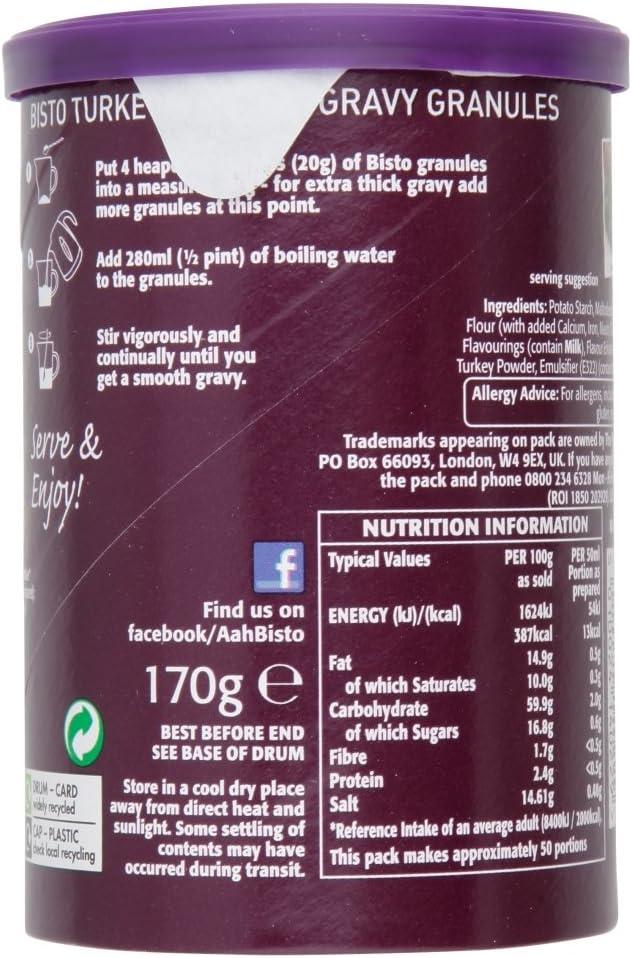 BISTO TURKE GRAVY GRANULES
Put 4 heap (20g) of Bisto granules
into a measu - for extra thick gravy add
more granules at this point.
Add 280ml (½ pint) of boiling water
to the granules.
Stir vigorously and
continually until you
get a smooth gravy.
Serve &
Enjoy!
serving suggestion
Ingredients: Potato Starch,
Flour (with added Calcium, Iron,
Flavourings (contain Milk), Flavour
Turkey Powder, Emulsifier (E322)
Allergy Advice: For allergens,
Trademarks appearing on pack are owned by
PO Box 66093, London, W4 9EX, UK. If you have
the pack and phone 0800 234 6328 Mon
(ROI 1850 202929)
NUTRITION INFORMATION
Typical Values PER 100g PER 50ml
as sold Portion as
prepared
ENERGY (kJ)/(kcal) 1624kJ 54kJ
387kcal 13kcal
Fat 14.9g 0.5g
of which Saturates 10.0g 0.3g
Carbohydrate 59.9g 2.0g
of which Sugars 16.8g 0.6g
Fibre 1.7g <0.5g
Protein 2.4g <0.5g
Salt 14.61g 0.48g
*Reference Intake of an average adult (8400kJ / 2000kcal)
This pack makes approximately 50 portions
f
Find us on
facebook/AahBisto
170g e
BEST BEFORE END
SEE BASE OF DRUM
Store in a cool dry place
away from direct heat and
sunlight. Some settling of
contents may have
occurred during transit.
DRUM - CARD
widely recycled
CAP - PLASTIC
check local recycling